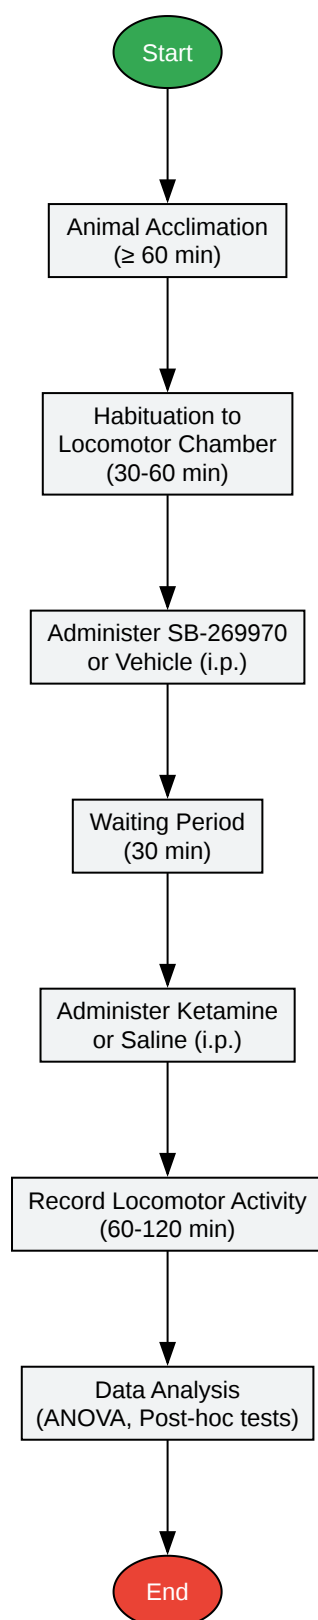 Start
Animal Acclimation
(≥ 60 min)
Habituation to
Locomotor Chamber
(30-60 min)
Administer SB-269970
or Vehicle (i.p.)
Waiting Period
(30 min)
Administer Ketamine
or Saline (i.p.)
Record Locomotor Activity
(60-120 min)
Data Analysis
(ANOVA, Post-hoc tests)
End